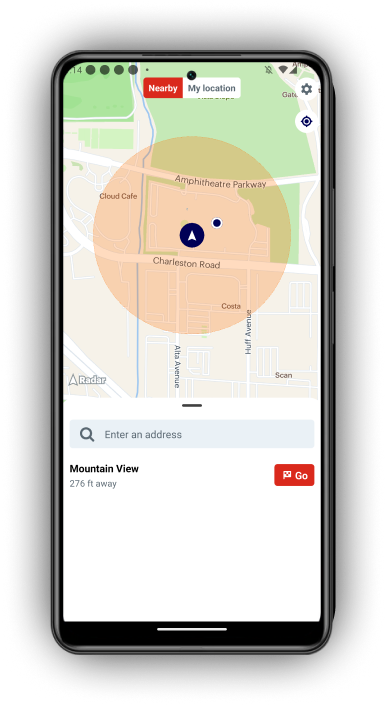 :14
Nearby My location
Amphitheatre Parkway
Cloud Cafe
Charleston Road
Costa
Alta Avenue
Huff Avenue
Scan
Radar
Enter an address
Mountain View
276 ft away
Go